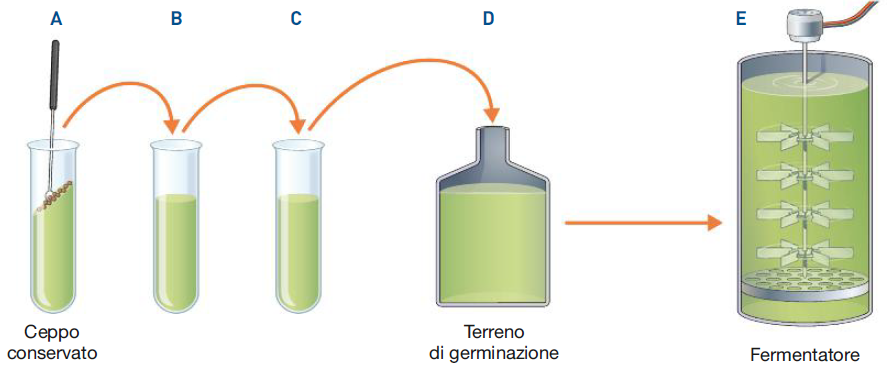 A
B
C
D
E
Ceppo
conservato
Terreno
di germinazione
Fermentatore